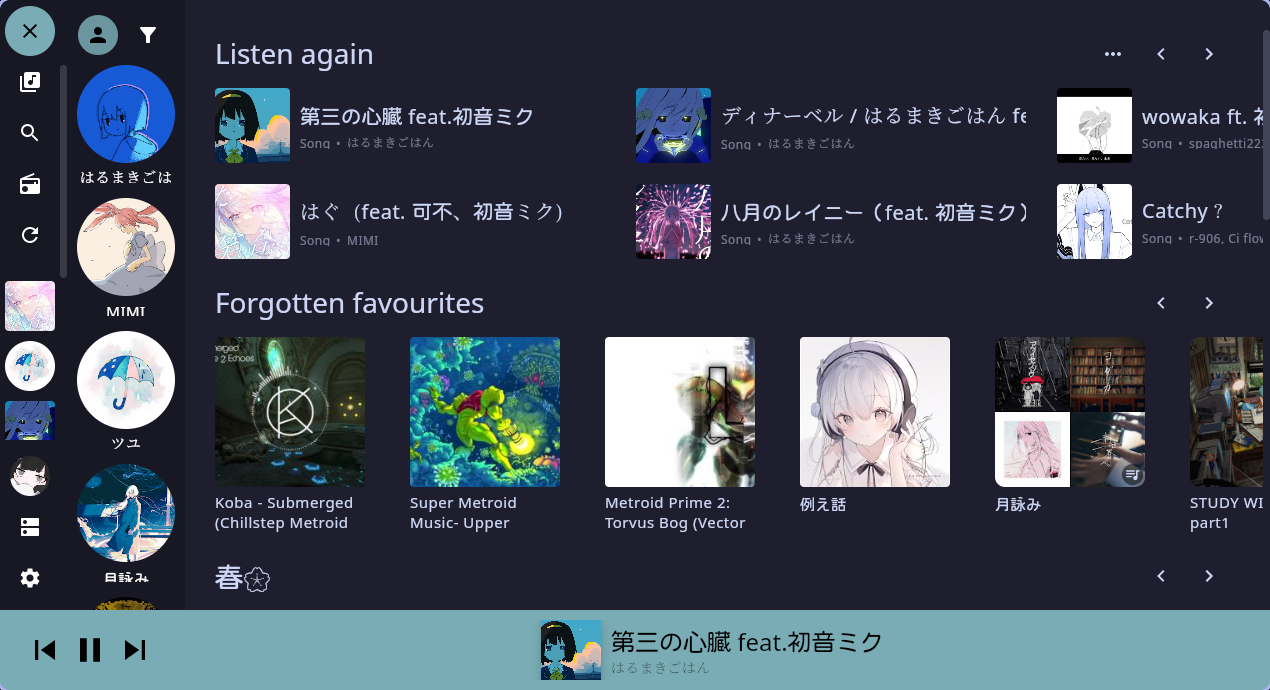 Listen again
第三の心臓 feat.初音ミク
Song • はるまきごはん
ディナーベル / はるまきごはん fe
Song • はるまきごはん
wowaka ft. 初
Song • spaghetti222
はぐ（feat. 可不、初音ミク）
Song • MIMI
八月のレイニー（feat. 初音ミク）
Song • はるまきごはん
Catchy？
Song • r-906, Ci flow
はるまきごは
MIMI
ツユ
月詠み
Forgotten favourites
Koba - Submerged
(Chillstep Metroid
Super Metroid
Music- Upper
Metroid Prime 2:
Torvus Bog (Vector
例え話
月詠み
STUDY WI
part1
春
第三の心臓 feat.初音ミク
はるまきごはん